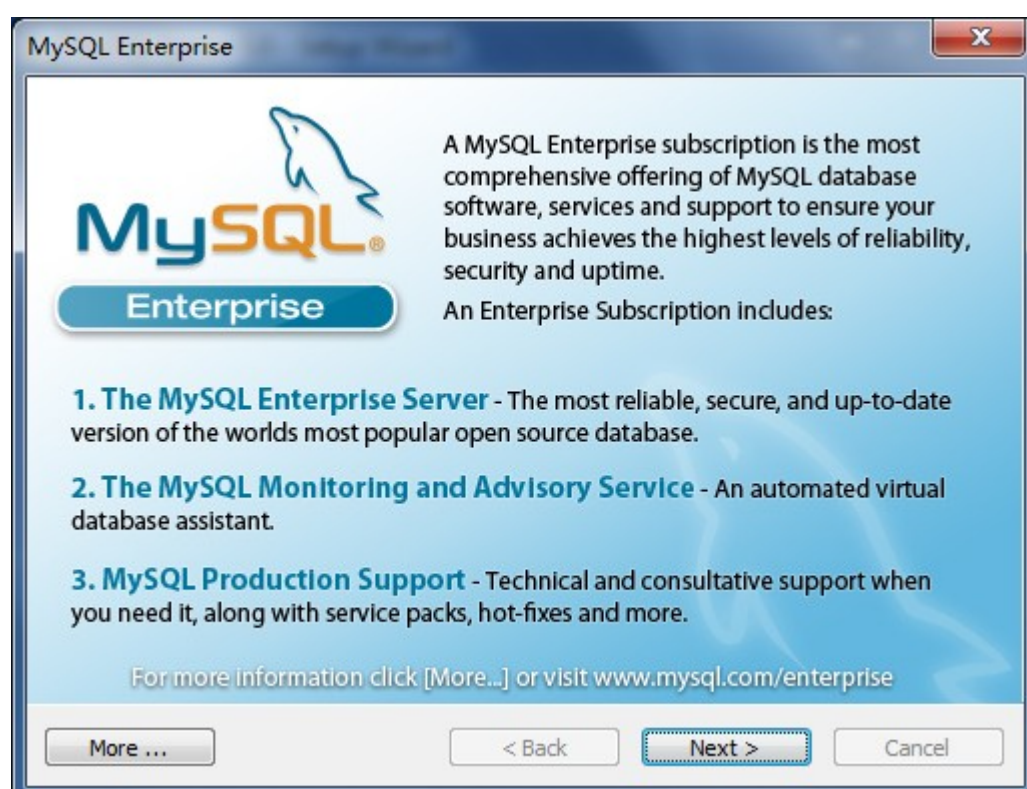 MySQL Enterprise
A MySQL Enterprise subscription is the most
comprehensive offering of MySQL database
software, services and support to ensure your
business achieves the highest levels of reliability,
security and uptime.
MySQL®
Enterprise
An Enterprise Subscription includes:
1. The MySQL Enterprise Server - The most reliable, secure, and up-to-date
version of the worlds most popular open source database.
2. The MySQL Monitoring and Advisory Service - An automated virtual
database assistant.
3. MySQL Production Support - Technical and consultative support when
you need it, along with service packs, hot-fixes and more.
For more information click [More...] or visit www.mysql.com/enterprise
More ...
< Back
Next >
Cancel